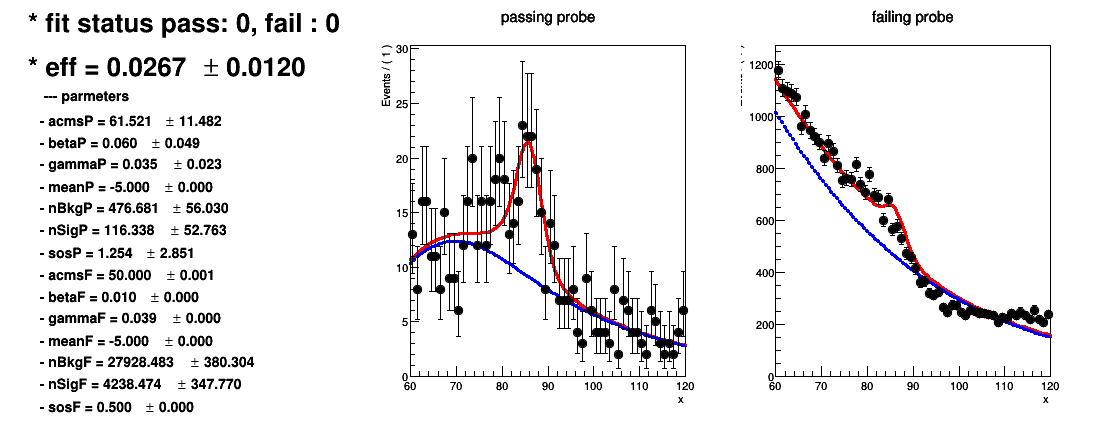 * fit status pass: 0, fail : 0
* eff = 0.0267 ± 0.0120
--- parmeters
- acmsP = 61.521 ± 11.482
- betaP = 0.060 ± 0.049
- gammaP = 0.035 ± 0.023
- meanP = -5.000 ± 0.000
- nBkgP = 476.681 ± 56.030
- nSigP = 116.338 ± 52.763
- sosP = 1.254 ± 2.851
- acmsF = 50.000 ± 0.001
- betaF = 0.010 ± 0.000
- gammaF = 0.039 ± 0.000
- meanF = -5.000 ± 0.000
- nBkgF = 27928.483 ± 380.304
- nSigF = 4238.474 ± 347.770
- sosF = 0.500 ± 0.000
passing probe
Events / ( 1 )
30
25
20
15
10
5
0
60 70 80 90 100 110 120
x
failing probe
1200
1000
800
600
400
200
0
60 70 80 90 100 110 120
x